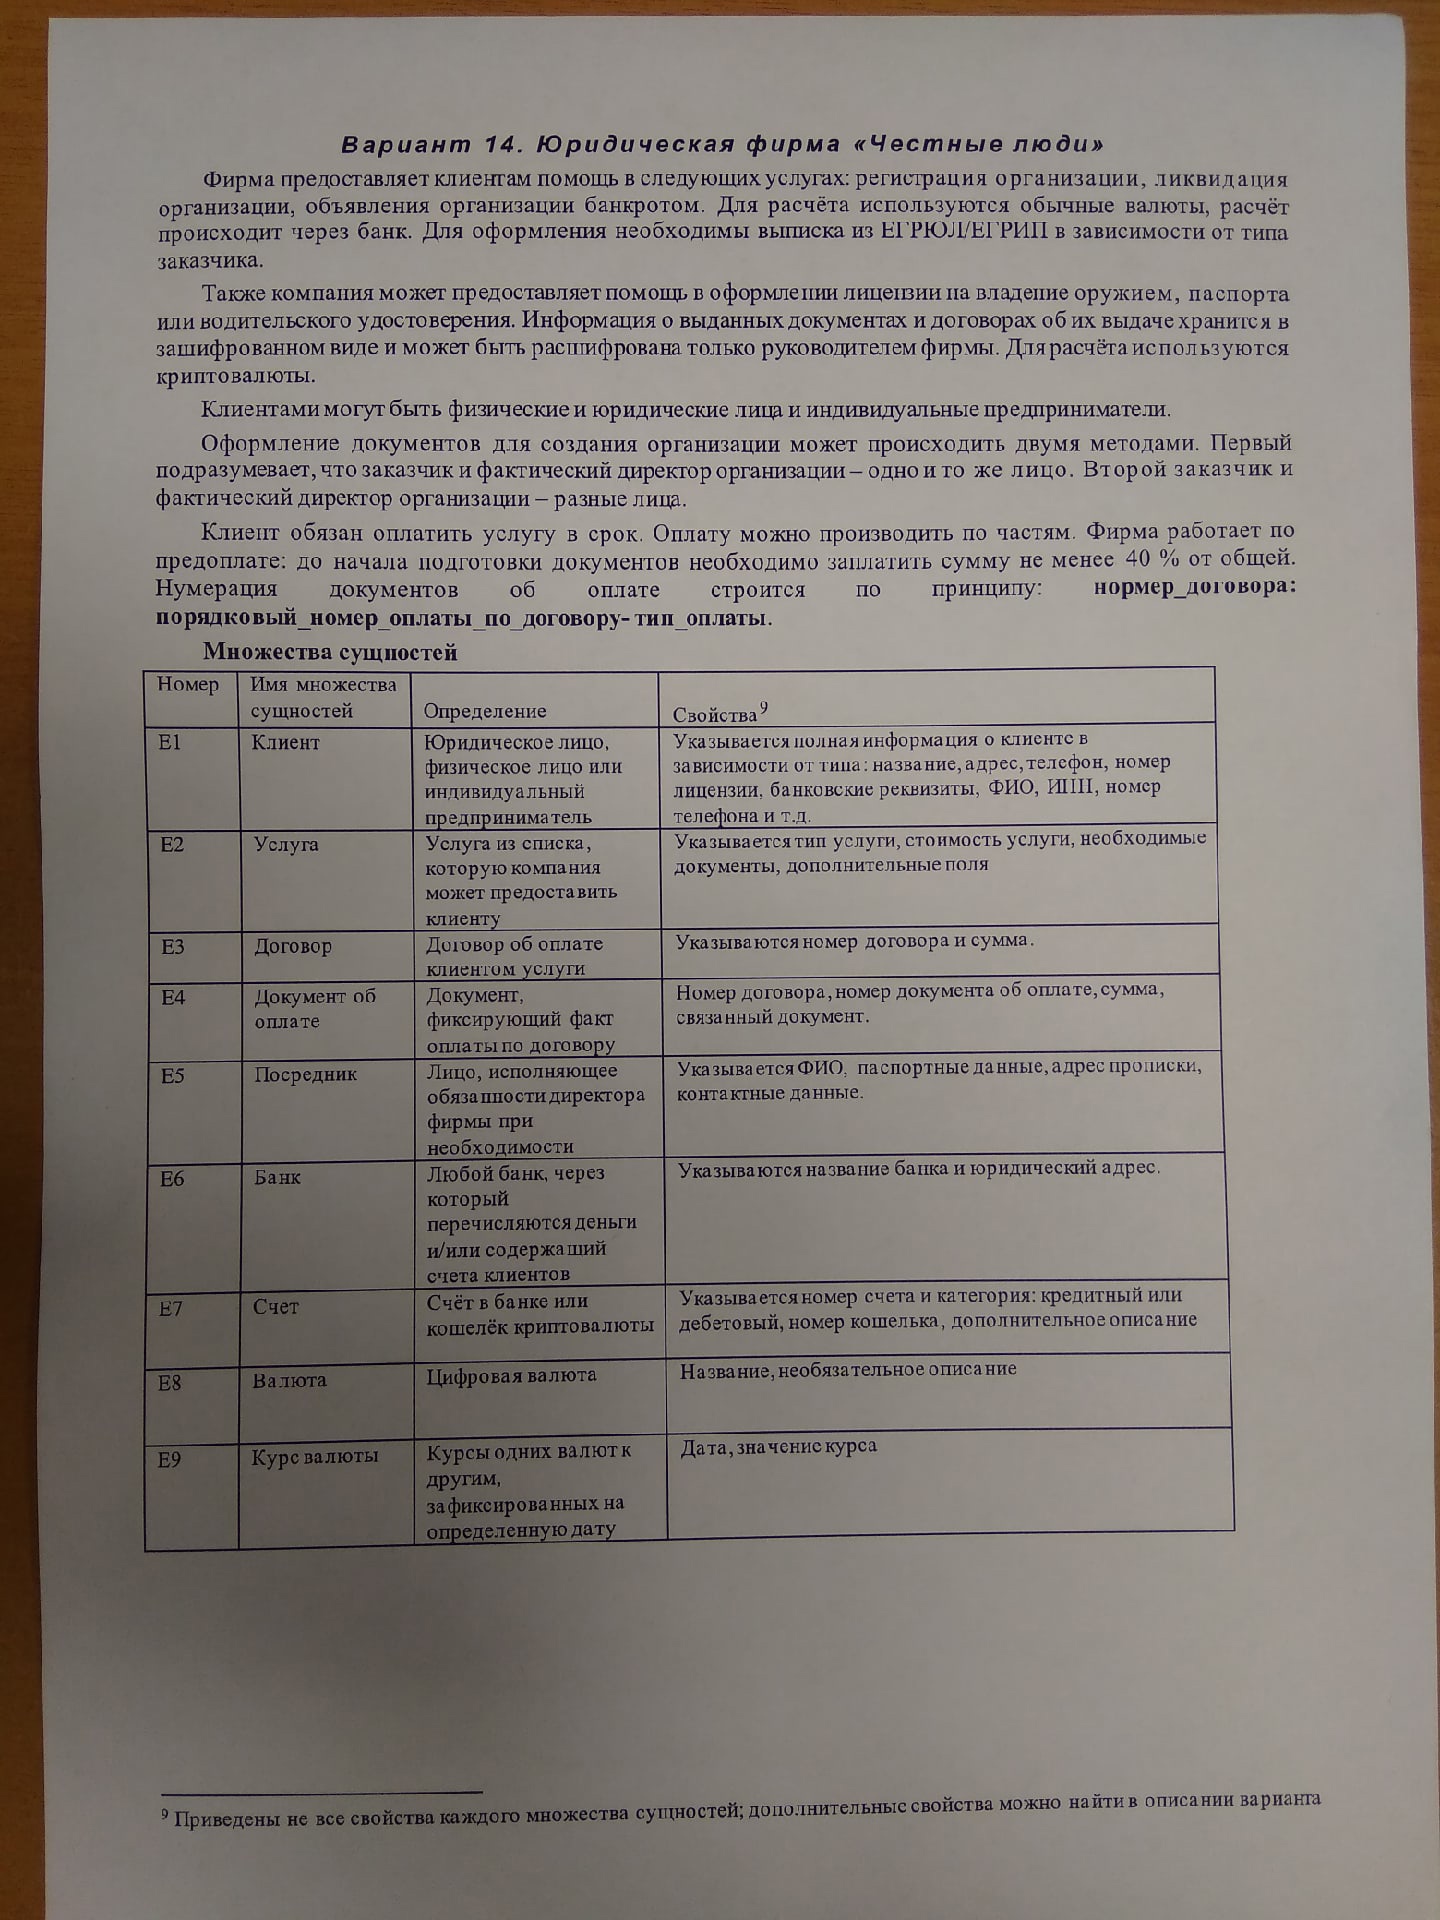 Вариант 14. Юридическая фирма «Честные люди»
Фирма предоставляет клиентам помощь в следующих услугах: регистрация организации, ликвидация
организации, объявления организации банкротом. Для расчёта используются обычные валюты, расчёт
происходит через банк. Для оформления необходимы выписка из ЕГРЮЛ/ЕГРИП в зависимости от типа
заказчика.
Также компания может предоставляет помощь в оформлении лицензии на владение оружием, паспорта
или водительского удостоверения. Информация о выданных документах и договорах об их выдаче хранится в
зашифрованном виде и может быть расшифрована только руководителем фирмы. Для расчёта используются
криптовалюты.
Клиентами могут быть физические и юридические лица и индивидуальные предприниматели.
Оформление документов для создания организации может происходить двумя методами. Первый
подразумевает, что заказчик и фактический директор организации – одно и то же лицо. Второй заказчик и
фактический директор организации – разные лица.
Клиент обязан оплатить услугу в срок. Оплату можно производить по частям. Фирма работает по
предоплате: до начала подготовки документов необходимо заплатить сумму не менее 40 % от общей.
Нумерация документов об оплате строится по принципу: нормер_договора:
порядковый_номер_оплаты_по_договору- тип_оплаты.
Множества сущностей
Номер
Имя множества
сущностей
Определение
Свойства9
E1
Клиент
Юридическое лицо,
физическое лицо или
индивидуальный
предприниматель
Указывается полная информация о клиенте в
зависимости от типа: название, адрес, телефон, номер
лицензии, банковские реквизиты, ФИО, ИНН, номер
телефона и т.д.
E2
Услуга
Услуга из списка,
которую компания
может предоставить
клиенту
Указывается тип услуги, стоимость услуги, необходимые
документы, дополнительные поля
E3
Договор
Договор об оплате
клиентом услуги
Указываются номер договора и сумма.
E4
Документ об
оплате
Документ,
фиксирующий факт
оплаты по договору
Номер договора, номер документа об оплате, сумма,
связанный документ.
E5
Посредник
Лицо, исполняющее
обязанности директора
фирмы при
необходимости
Указывается ФИО, паспортные данные, адрес прописки,
контактные данные.
E6
Банк
Любой банк, через
который
перечисляются деньги
и/или содержаший
счета клиентов
Указываются название банка и юридический адрес.
E7
Счет
Счёт в банке или
кошелёк криптовалюты
Указывается номер счета и категория: кредитный или
дебетовый, номер кошелька, дополнительное описание
E8
Валюта
Цифровая валюта
Название, необязательное описание
E9
Курс валюты
Курсы одних валют к
другим,
зафиксированных на
определенную дату
Дата, значение курса
9 Приведены не все свойства каждого множества сущностей; дополнительные свойства можно найти в описании варианта